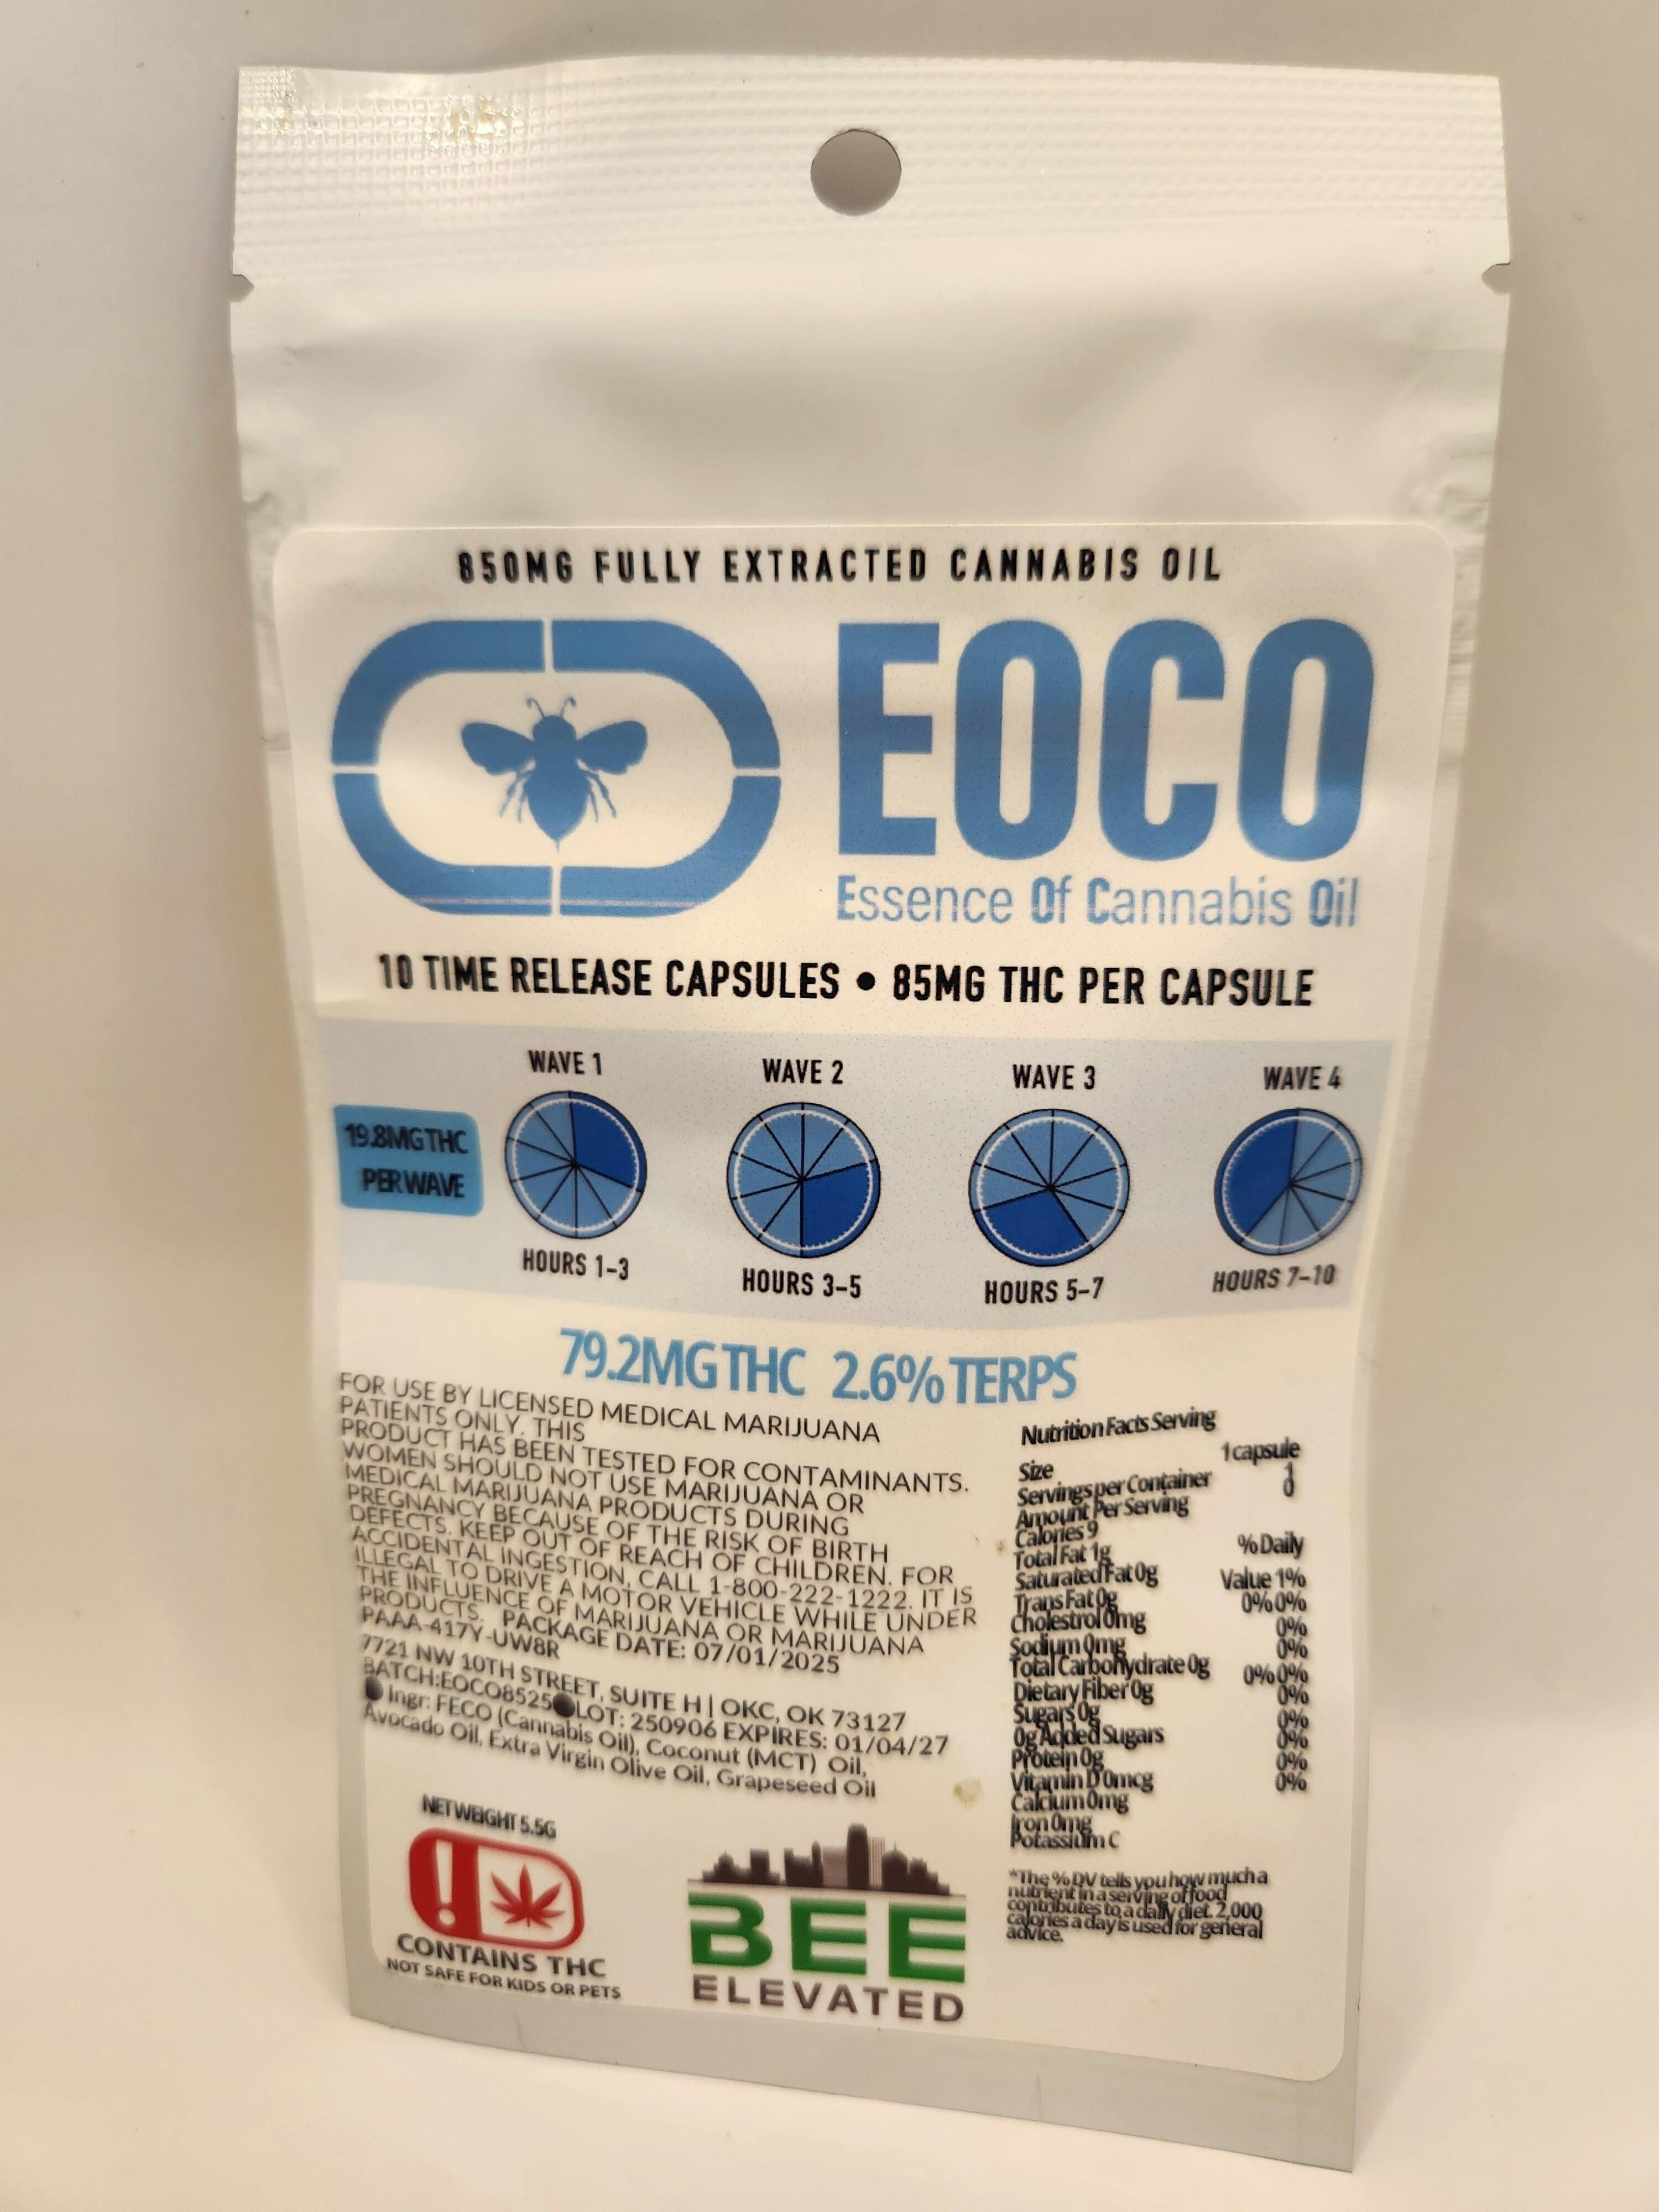 850MG FULLY EXTRACTED CANNABIS OIL
EOCO
Essence Of Cannabis Oil
10 TIME RELEASE CAPSULES • 85MG THC PER CAPSULE
19.8MG THC
PER WAVE
WAVE 1
HOURS 1-3
WAVE 2
HOURS 3-5
WAVE 3
HOURS 5-7
WAVE 4
HOURS 7-10
79.2MG THC 2.6% TERPS
FOR USE BY LICENSED MEDICAL MARIJUANA
PATIENTS ONLY. THIS
PRODUCT HAS BEEN TESTED FOR CONTAMINANTS.
WOMEN SHOULD NOT USE MARIJUANA OR
MEDICAL MARIJUANA PRODUCTS DURING
PREGNANCY BECAUSE OF THE RISK OF BIRTH
DEFECTS. KEEP OUT OF REACH OF CHILDREN. FOR
ACCIDENTAL INGESTION, CALL 1-800-222-1222. IT IS
ILLEGAL TO DRIVE A MOTOR VEHICLE WHILE UNDER
THE INFLUENCE OF MARIJUANA OR MARIJUANA
PRODUCTS. PACKAGE DATE: 07/01/2025
PAAA-417Y-UW8R
7721 NW 10TH STREET, SUITE H | OKC, OK 73127
BATCH:EOCO8525 LOT: 250906 EXPIRES: 01/04/27
Ingr: FECO (Cannabis Oil), Coconut (MCT) Oil,
Avocado Oil, Extra Virgin Olive Oil, Grapeseed Oil
NET WEIGHT 5.5G
CONTAINS THC
NOT SAFE FOR KIDS OR PETS
BEE
ELEVATED
Nutrition Facts Serving
Size 1 capsule
Servings per Container 1
Amount Per Serving 0
Calories 9
Total Fat 1g % Daily
Saturated Fat 0g Value 1%
Trans Fat 0g 0% 0%
Cholestrol 0mg 0%
Sodium 0mg 0%
Total Carbohydrate 0g 0% 0%
Dietary Fiber 0g 0%
Sugars 0g 0%
0g Added Sugars 0%
Protein 0g 0%
Vitamin D 0mcg 0%
Calcium 0mg
Iron 0mg
Potassium C
*The % DV tells you how much a
nutrient in a serving of food
contributes to a daily diet. 2,000
calories a day is used for general
advice.